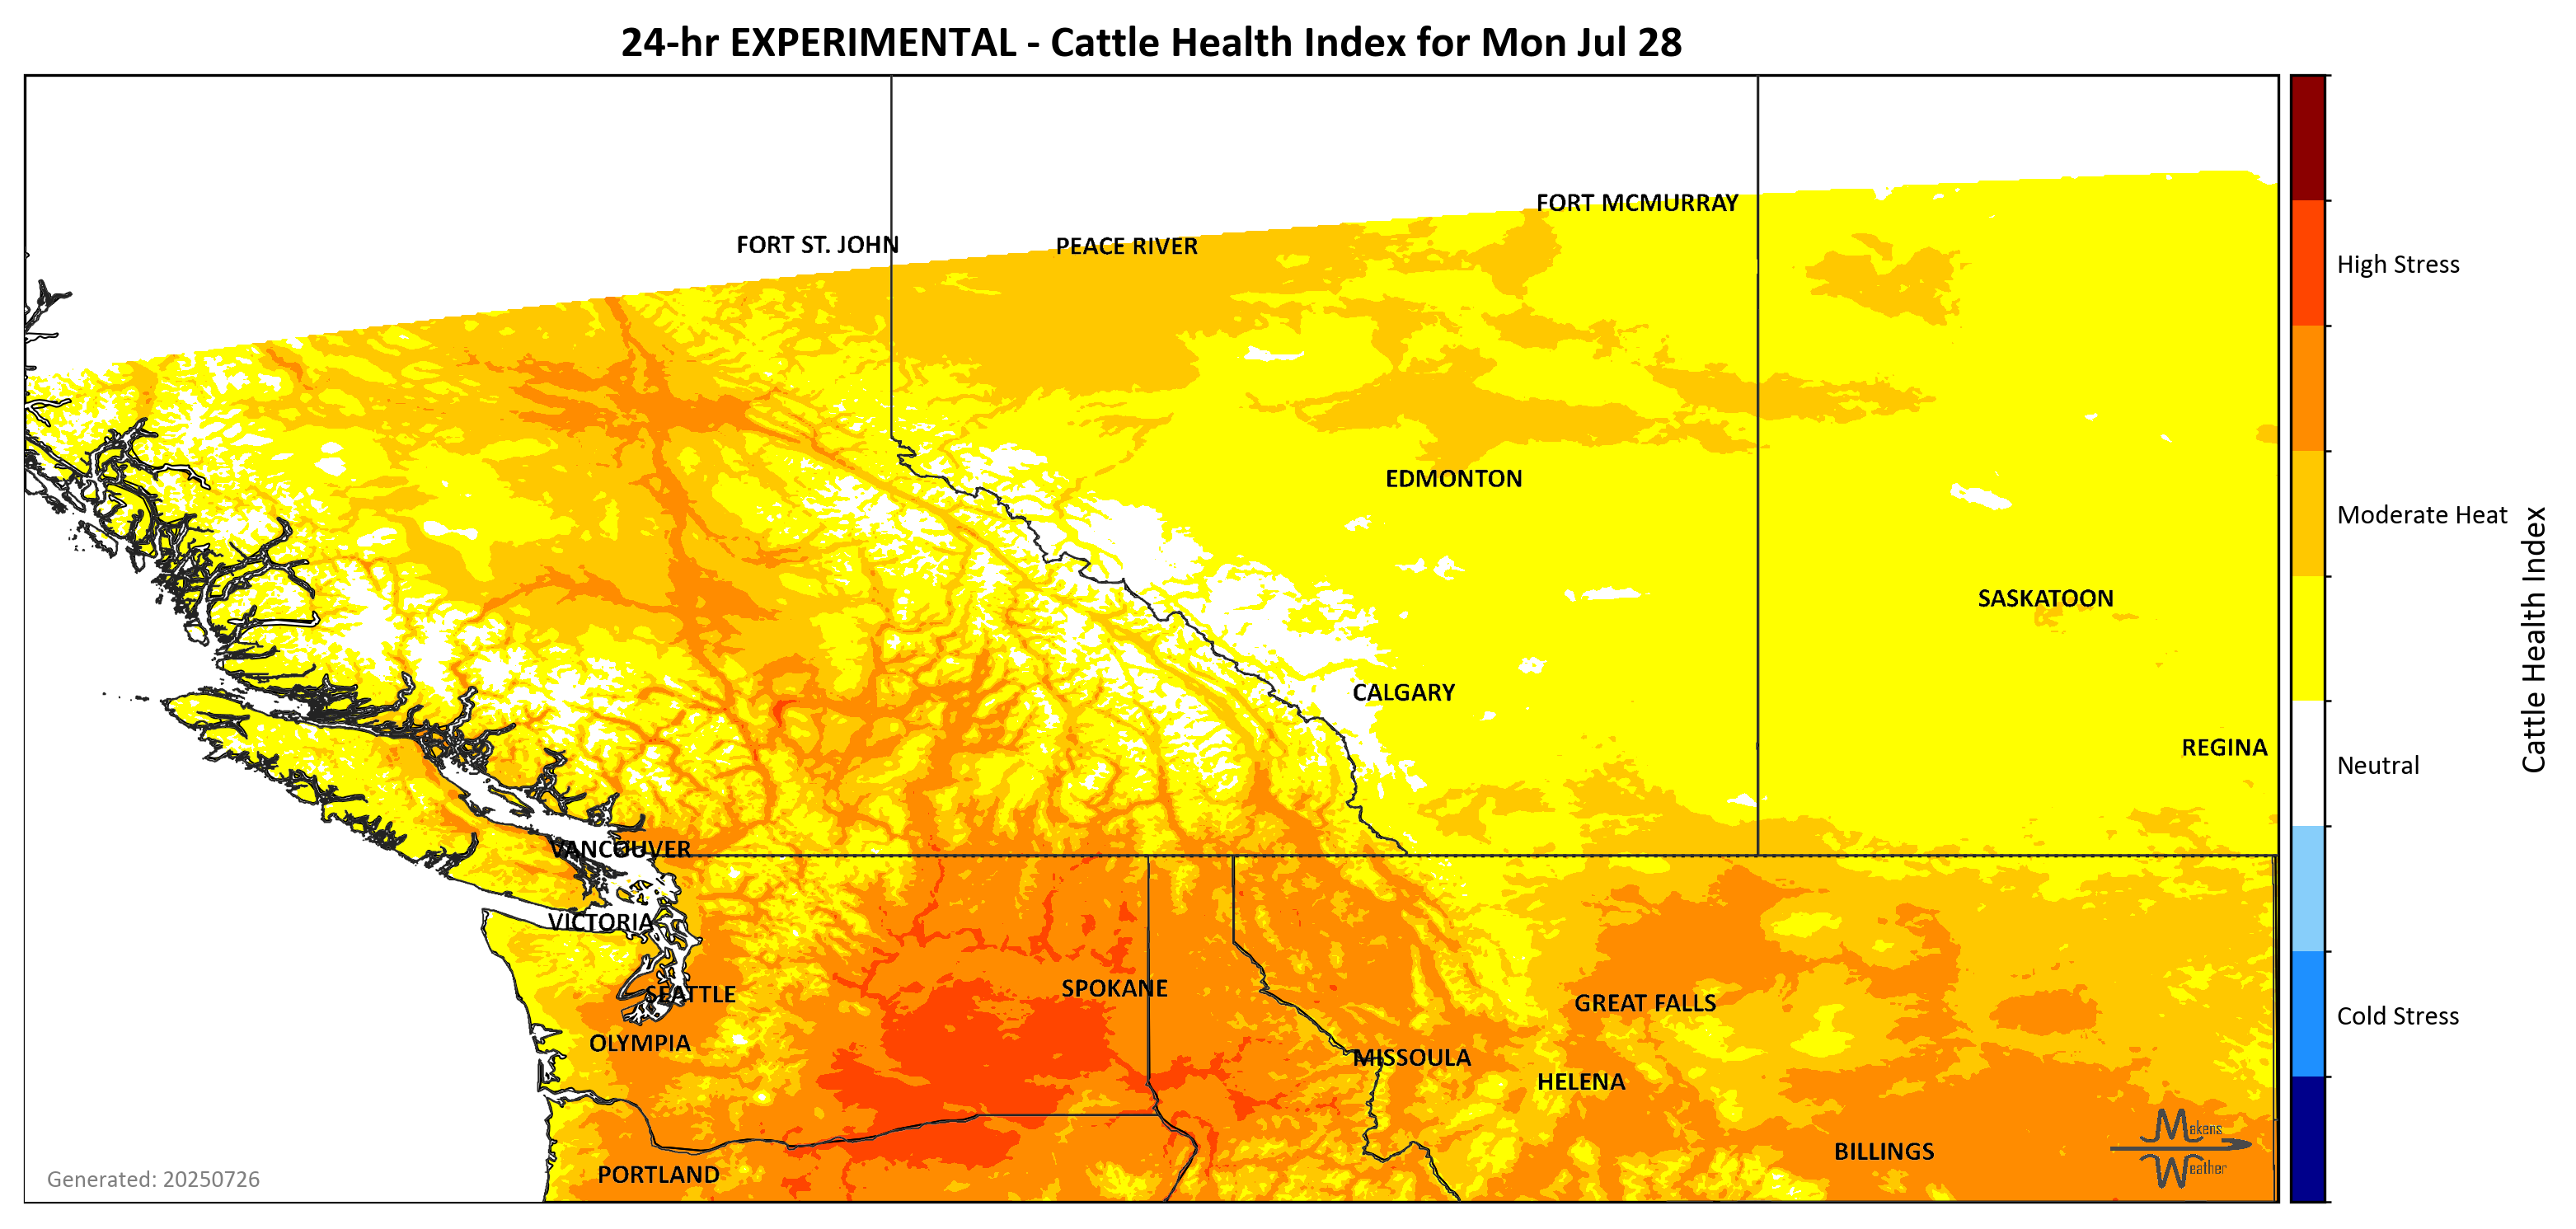 24-hr EXPERIMENTAL - Cattle Health Index for Mon Jul 28
FORT MCMURRAY
FORT ST. JOHN
PEACE RIVER
High Stress
EDMONTON
Moderate Heat
SASKATOON
CALGARY
REGINA
Neutral
Cattle Health Index
VANCOUVER
VICTORIA
SPOKANE
SEATTLE
GREAT FALLS
Cold Stress
OLYMPIA
MISSOULA
HELENA
Makens
Weather
BILLINGS
PORTLAND
Generated: 20250726